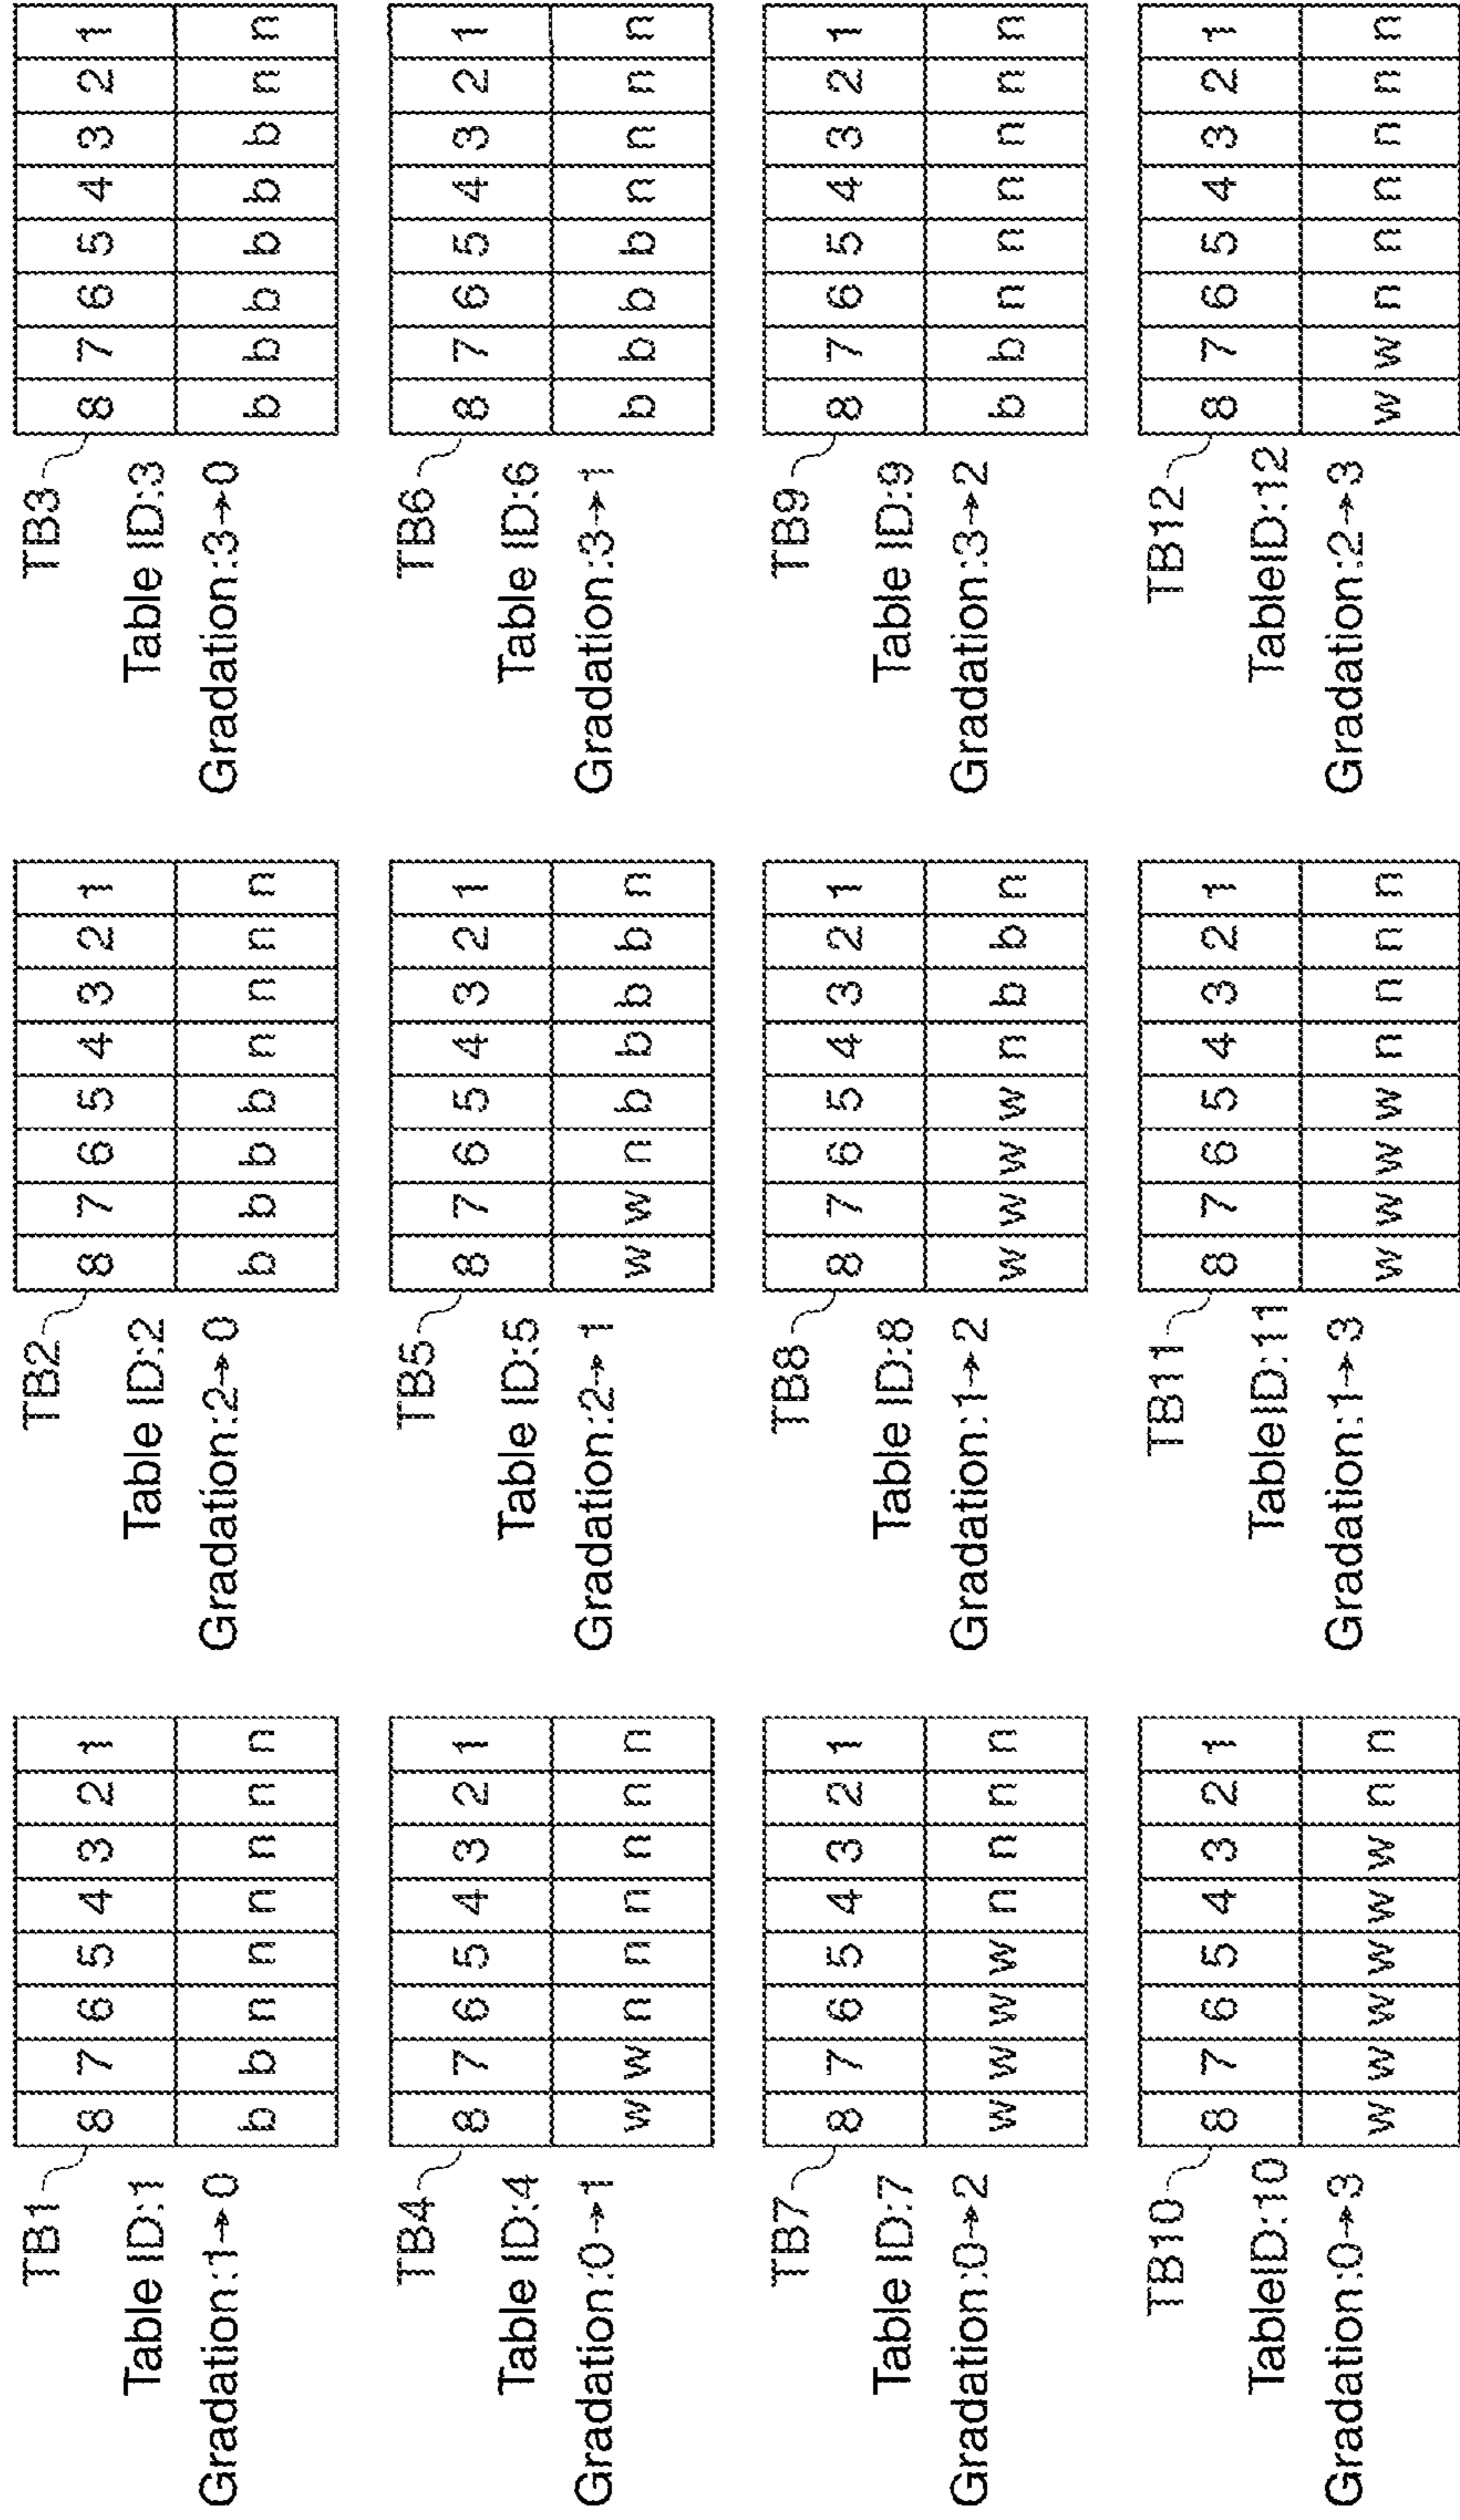 TB1
Table ID:1
Gradation:1→0
8 7 6 5 4 3 2 1
b b n n n n n n
TB2
Table ID:2
Gradation:2→0
8 7 6 5 4 3 2 1
b b b b n n n n
TB3
Table ID:3
Gradation:3→0
8 7 6 5 4 3 2 1
b b b b b b n n
TB4
Table ID:4
Gradation:0→1
8 7 6 5 4 3 2 1
w w n n n n n n
TB5
Table ID:5
Gradation:2→1
8 7 6 5 4 3 2 1
w w n b b b b n
TB6
Table ID:6
Gradation:3→1
8 7 6 5 4 3 2 1
b b b b n n n n
TB7
Table ID:7
Gradation:0→2
8 7 6 5 4 3 2 1
w w w w n n n n
TB8
Table ID:8
Gradation:1→2
8 7 6 5 4 3 2 1
w w w w n b b n
TB9
Table ID:9
Gradation:3→2
8 7 6 5 4 3 2 1
b b n n n n n n
TB10
TableID:10
Gradation:0→3
8 7 6 5 4 3 2 1
w w w w w w n n
TB11
TableID:11
Gradation:1→3
8 7 6 5 4 3 2 1
w w w w n n n n
TB12
TableID:12
Gradation:2→3
8 7 6 5 4 3 2 1
w w n n n n n n